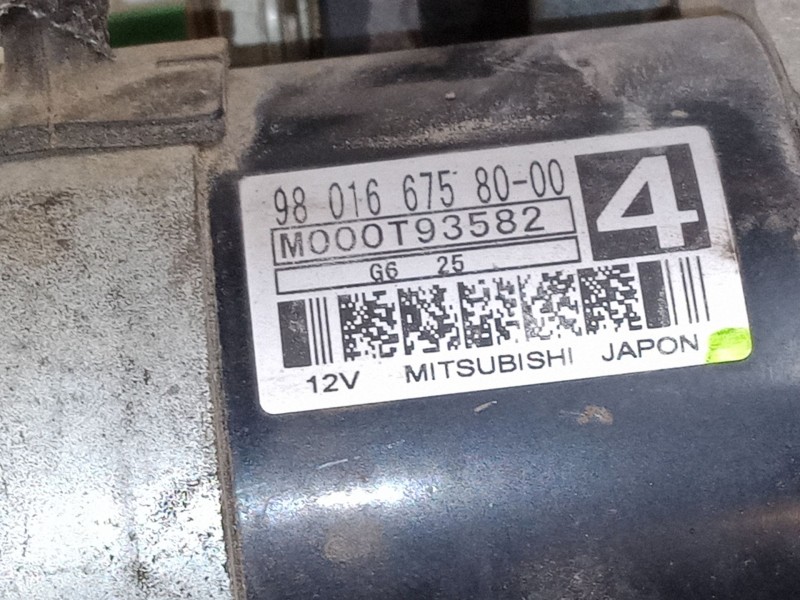 98 016 675 80-00
4
M000T93582
G6 25
12V MITSUBISHI JAPON